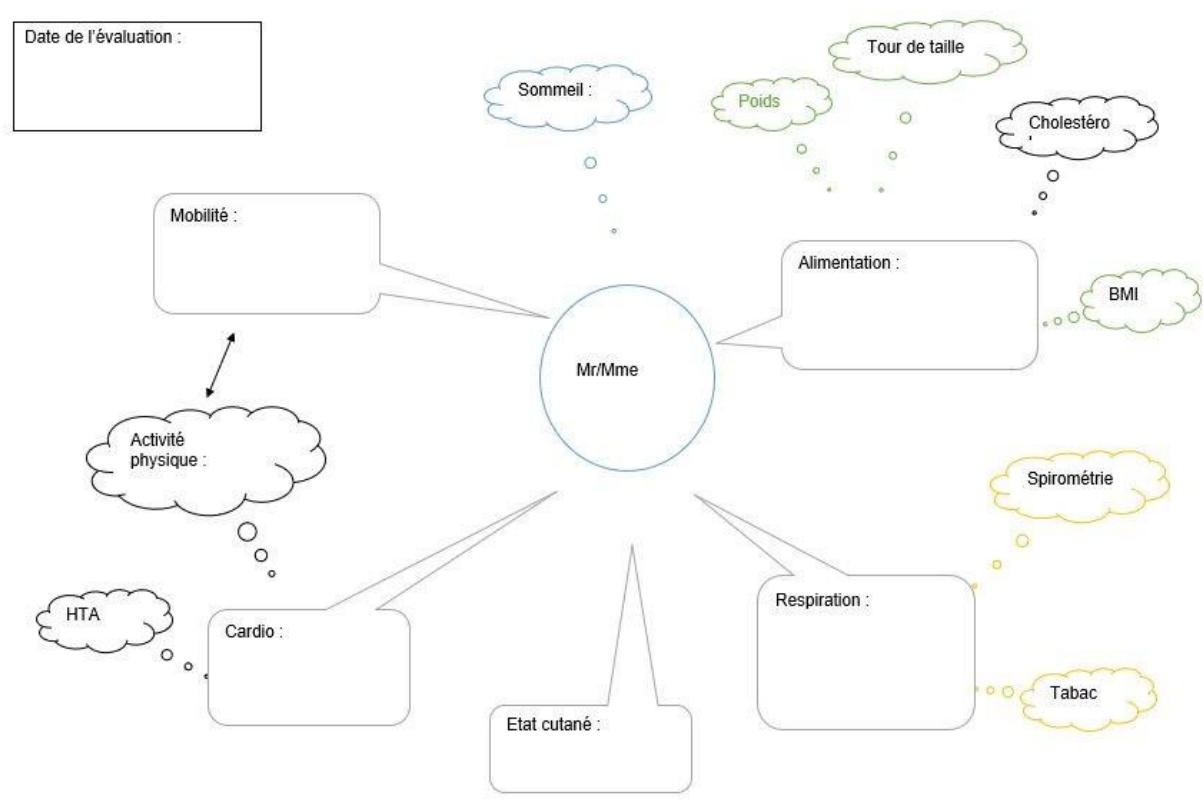 Date de l'évaluation :
Sommeil :
Tour de taille
Poids
Cholestéro
Mobilité :
Alimentation :
BMI
Mr/Mme
Activité
physique :
Spirométrie
HTA
Cardio :
Respiration :
Tabac
Etat cutané :